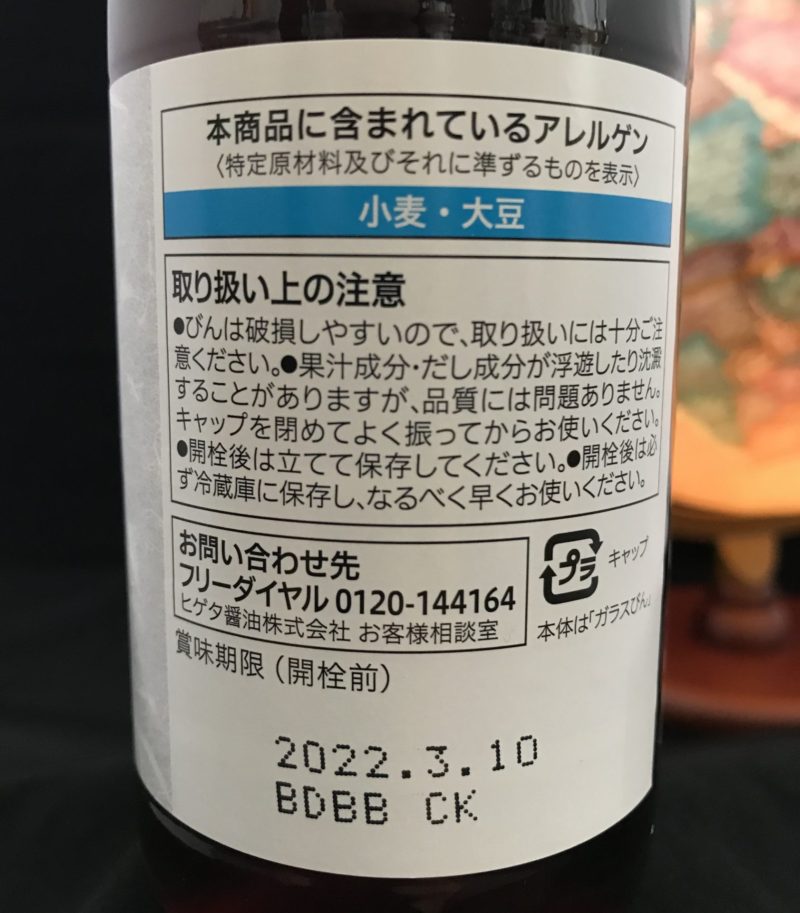 本商品に含まれているアレルゲン
〈特定原材料及びそれに準ずるものを表示〉
小麦・大豆
取り扱い上の注意
●びんは破損しやすいので、取り扱いには十分ご注
意ください。●果汁成分・だし成分が浮遊したり沈澱
することがありますが、品質には問題ありません。
キャップを閉めてよく振ってからお使いください。
●開栓後は立てて保存してください。●開栓後は必
ず冷蔵庫に保存し、なるべく早くお使いください。
お問い合わせ先
フリーダイヤル 0120-144164
ヒゲタ醤油株式会社 お客様相談室
プラ キャップ
本体は「ガラスびん」
賞味期限（開栓前）
2022.3.10
BDBB CK